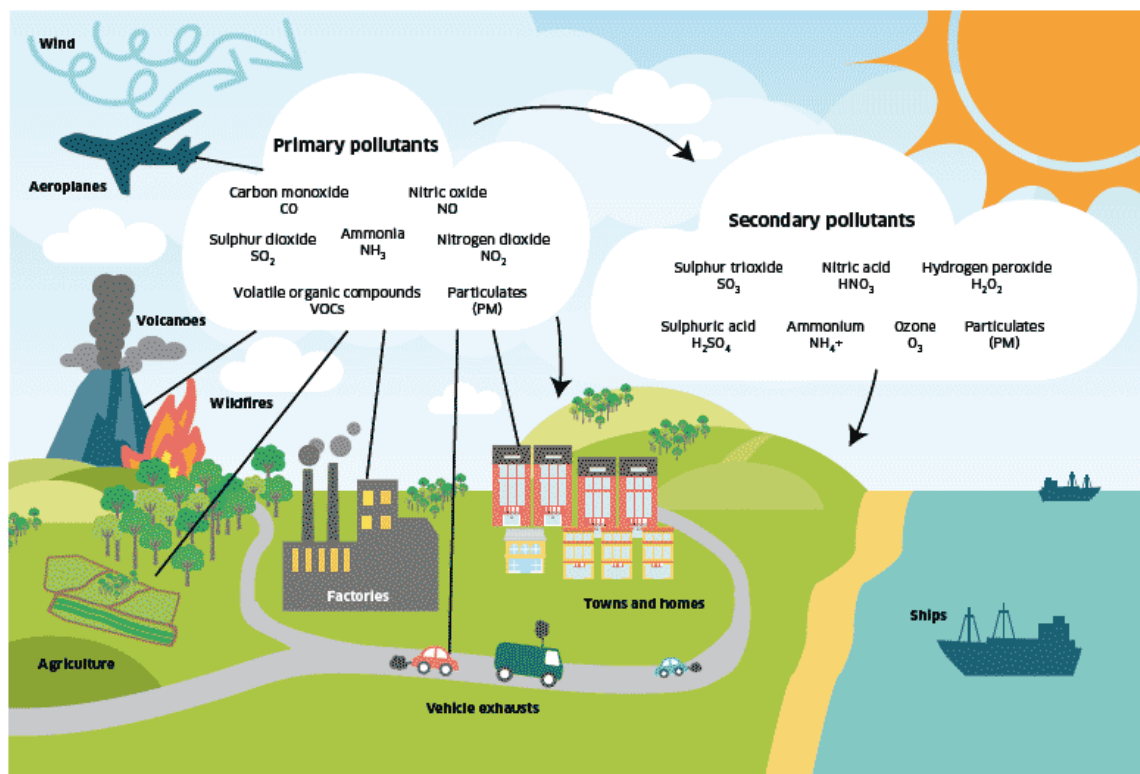 Wind
Aeroplanes
Primary pollutants
Carbon monoxide
CO
Nitric oxide
NO
Sulphur dioxide
SO₂
Ammonia
NH₃
Nitrogen dioxide
NO₂
Volatile organic compounds
VOCs
Particulates
(PM)
Secondary pollutants
Sulphur trioxide
SO₃
Nitric acid
HNO₃
Hydrogen peroxide
H₂O₂
Sulphuric acid
H₂SO₄
Ammonium
NH₄+
Ozone
O₃
Particulates
(PM)
Volcanoes
Wildfires
Factories
Towns and homes
Ships
Agriculture
Vehicle exhausts